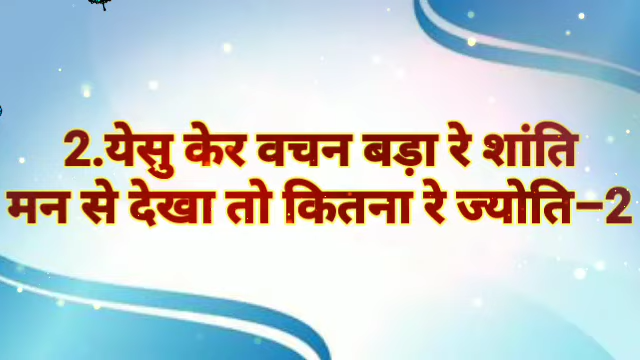 2.येसु केर वचन बड़ा रे शांति
मन से देखा तो कितना रे ज्योति–2